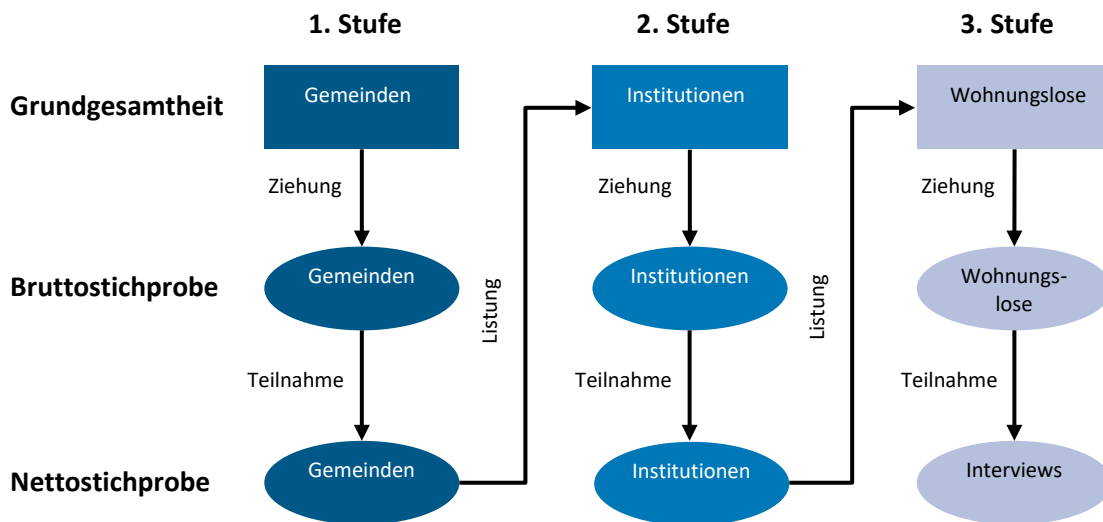 1. Stufe
2. Stufe
3. Stufe
Grundgesamtheit
Gemeinden
Institutionen
Wohnungslose
Ziehung
Ziehung
Ziehung
Bruttostichprobe
Gemeinden
Institutionen
Wohnungs-
lose
Listung
Listung
Teilnahme
Teilnahme
Teilnahme
Nettostichprobe
Gemeinden
Institutionen
Interviews